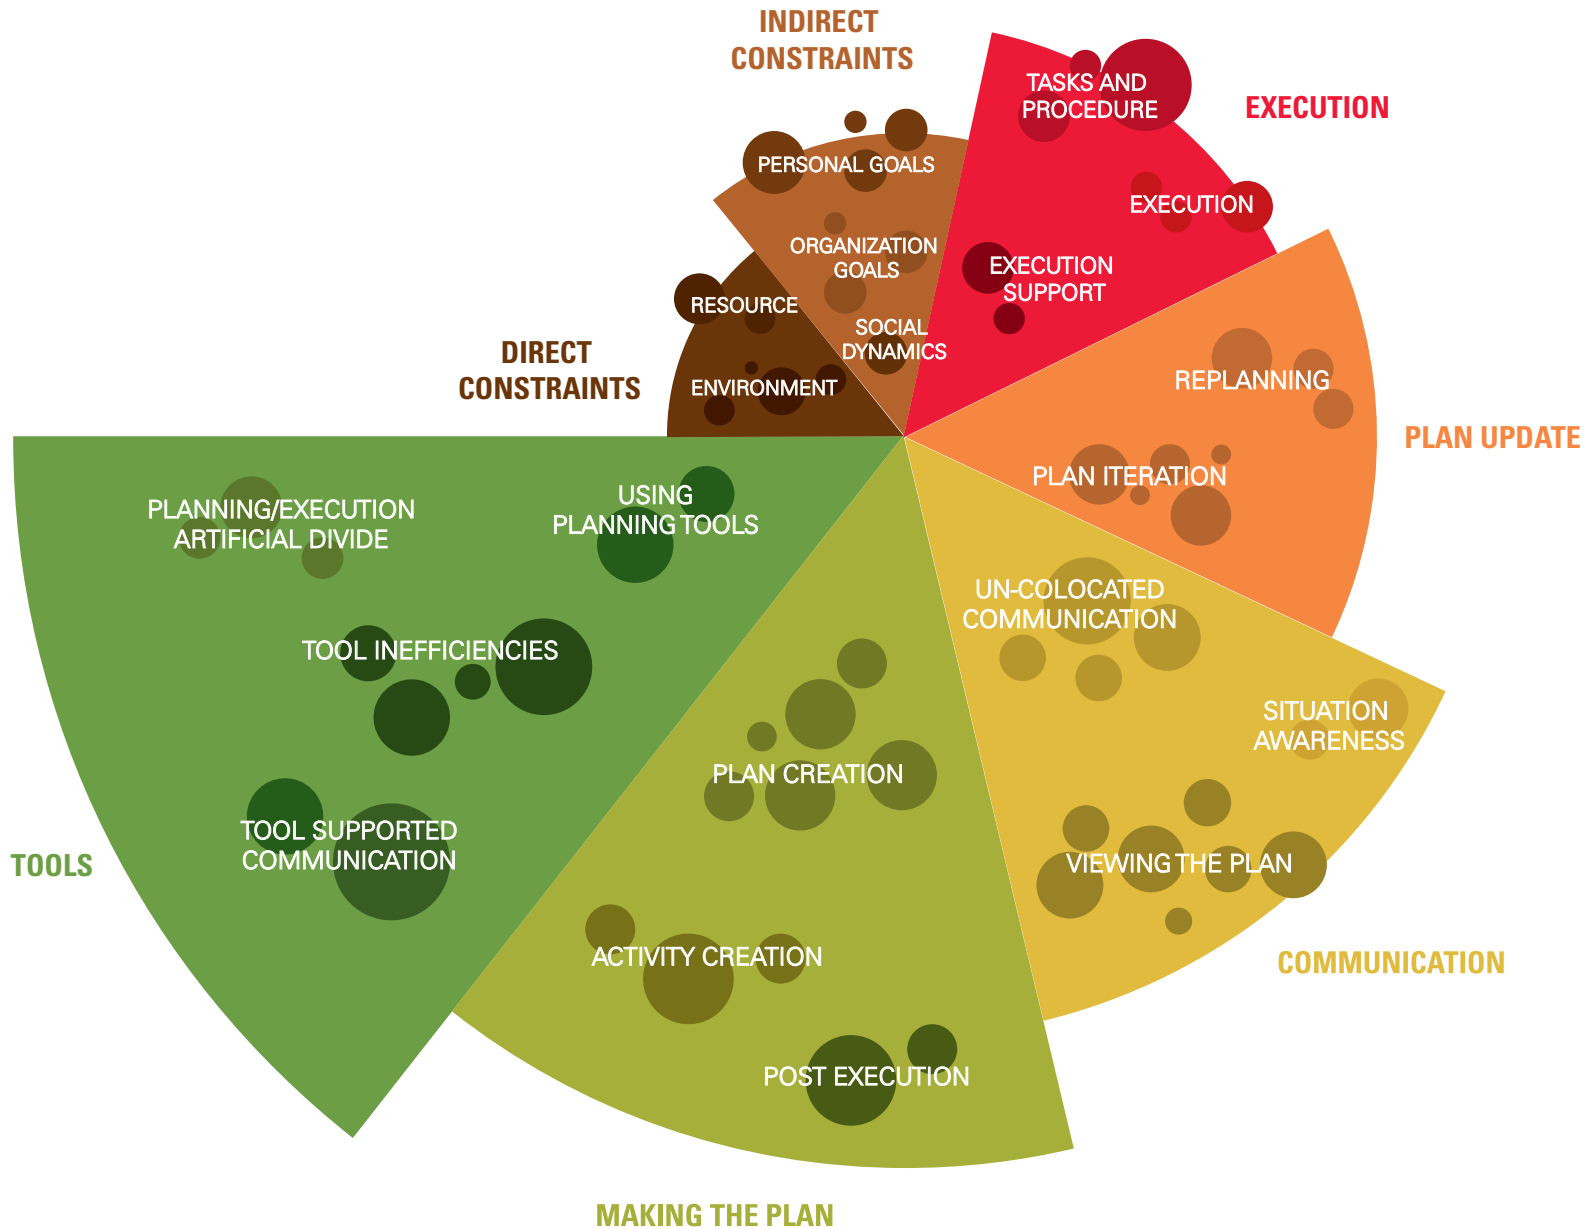 INDIRECT
CONSTRAINTS
TASKS AND
PROCEDURE
EXECUTION
PERSONAL GOALS
EXECUTION
ORGANIZATION
GOALS
EXECUTION
SUPPORT
RESOURCE
SOCIAL
DYNAMICS
DIRECT
CONSTRAINTS
ENVIRONMENT
REPLANNING
PLAN UPDATE
PLAN ITERATION
PLANNING/EXECUTION
ARTIFICIAL DIVIDE
USING
PLANNING TOOLS
UN-COLOCATED
COMMUNICATION
TOOL INEFFICIENCIES
SITUATION
AWARENESS
PLAN CREATION
TOOL SUPPORTED
COMMUNICATION
VIEWING THE PLAN
TOOLS
ACTIVITY CREATION
COMMUNICATION
POST EXECUTION
MAKING THE PLAN